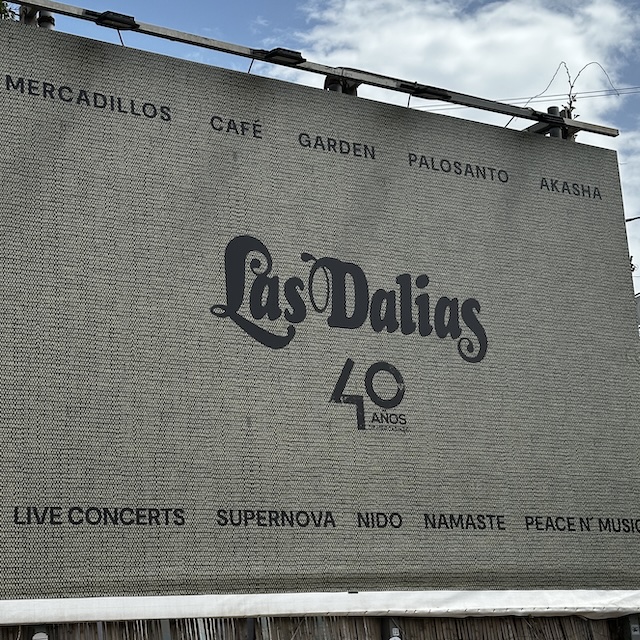 MERCADILLOS CAFÉ GARDEN PALOSANTO AKASHA
Las Dalias
40
AÑOS
LIVE CONCERTS SUPERNOVA NIDO NAMASTE PEACE N' MUSIC